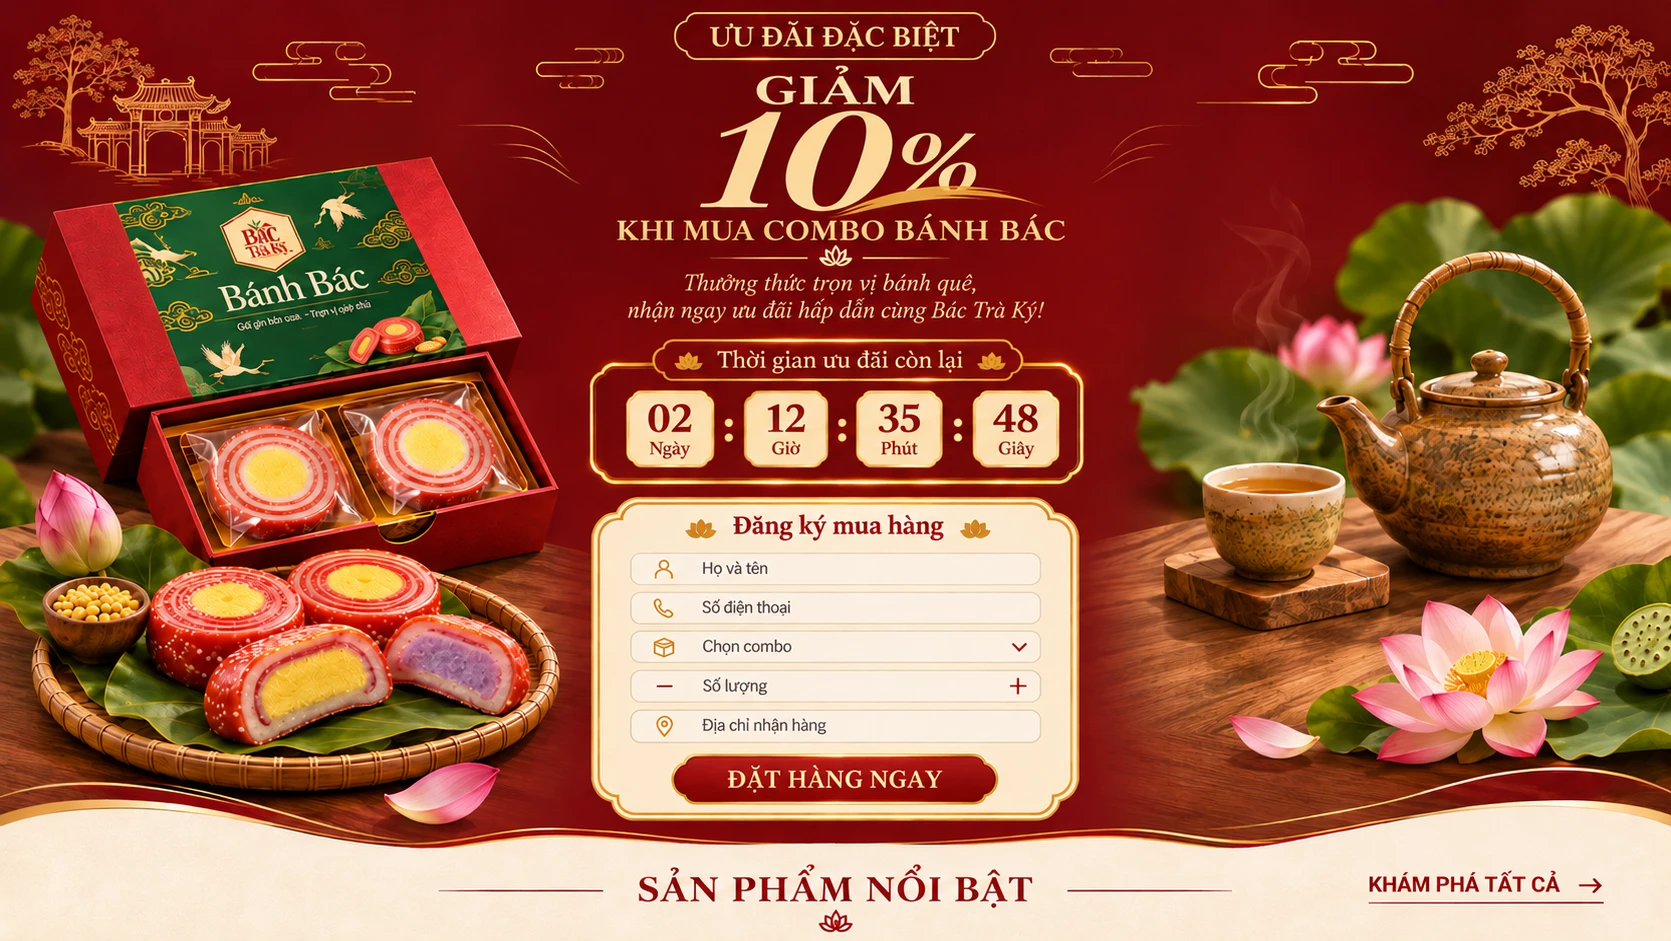 ƯU ĐÃI ĐẶC BIỆT
GIẢM
10%
KHI MUA COMBO BÁNH BÁC
Thưởng thức trọn vị bánh quê,
nhận ngay ưu đãi hấp dẫn cùng Bác Trà Ký!
BÁC
Bánh Bác
Thời gian ưu đãi còn lại
02 : 12 : 35 : 48
Ngày Giờ Phút Giây
Đăng ký mua hàng
Họ và tên
Số điện thoại
Chọn combo
− Số lượng +
Địa chỉ nhận hàng
ĐẶT HÀNG NGAY
SẢN PHẨM NỔI BẬT
KHÁM PHÁ TẤT CẢ →